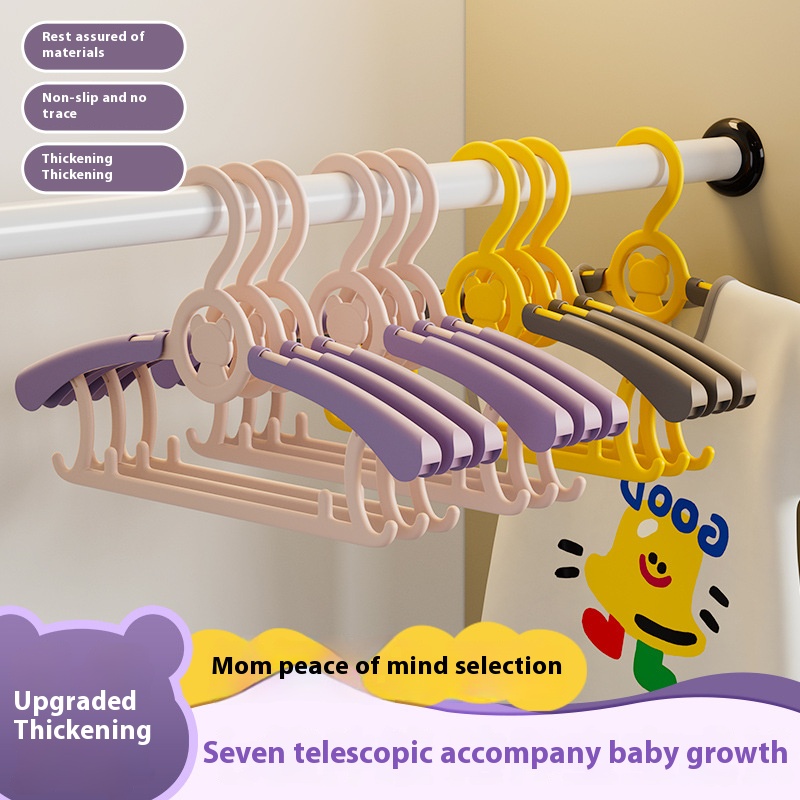 Rest assured of
materials
Non-slip and no
trace
Thickening
Thickening
GOOD
Mom peace of mind selection
Upgraded
Thickening
Seven telescopic accompany baby growth